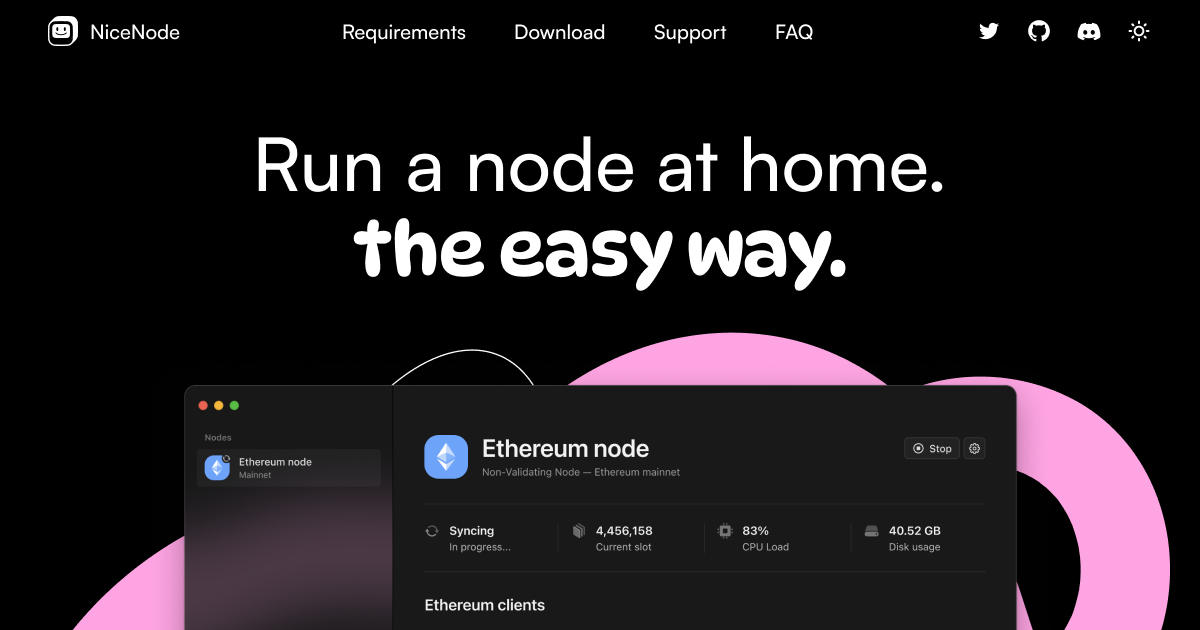 NiceNode
Requirements
Download
Support
FAQ
Run a node at home.
the easy way.
Nodes
Ethereum node
Mainnet
Ethereum node
Non-Validating Node — Ethereum mainnet
Stop
Syncing
In progress...
4,456,158
Current slot
83%
CPU Load
40.52 GB
Disk usage
Ethereum clients